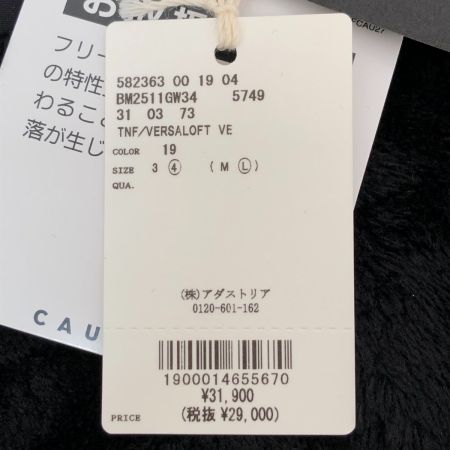 582363 00 19 04
BM2511GW34 5749
31 03 73
TNF/VERSALOFT VE
COLOR 19
SIZE 3 4 ( M L )
QUA.
(株)アダストリア
0120-601-162
1900014655670
¥31,900
PRICE (税抜 ¥29,000)
フリー
の特性
わること
落が生じ
CAU
CAU27